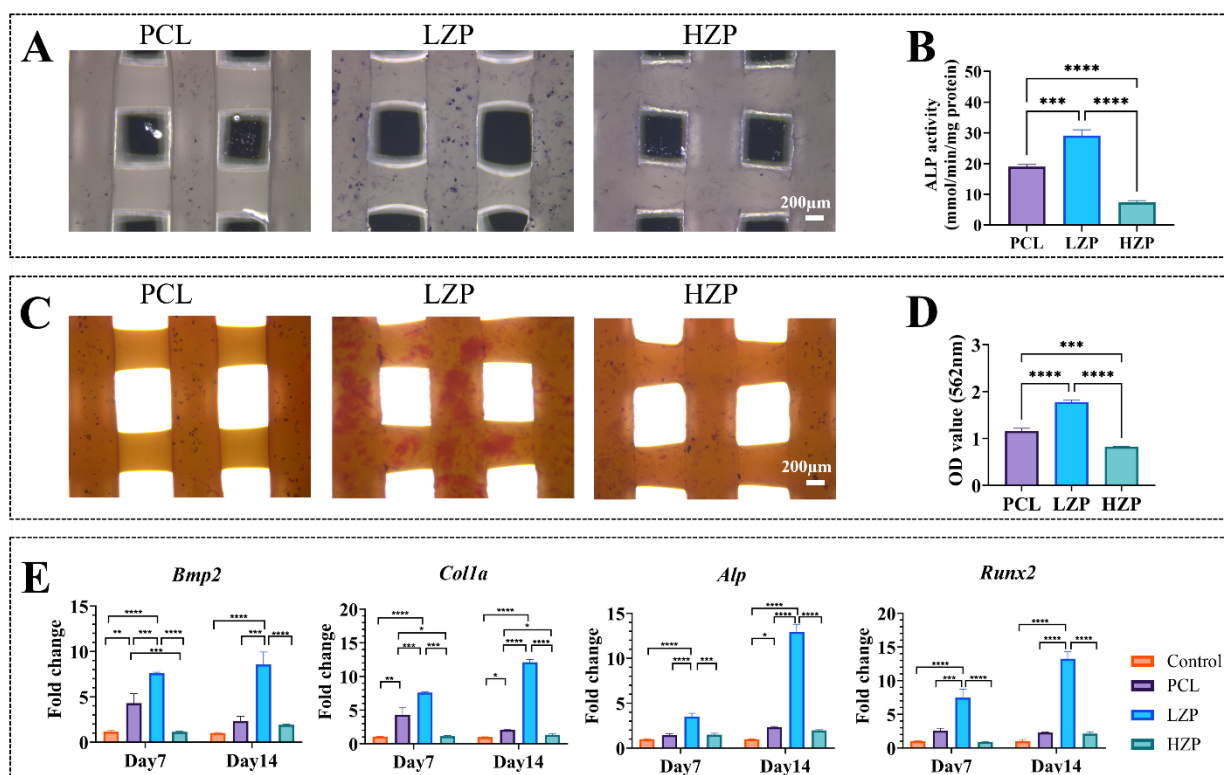 A
PCL
LZP
HZP
200μm
B
ALP activity
(mmol/min/mg protein)
50
40
30
20
10
0
****
*** ****
PCL LZP HZP
C
PCL
LZP
HZP
200μm
D
OD value (562nm)
3
2
1
0
***
**** ****
PCL LZP HZP
E
Bmp2
Fold change
15
10
5
0
****
** *** ****
***
****
*** ****
Day7 Day14
Col1a
Fold change
20
15
10
5
0
****
*
*** ***
**
****
*
**** ****
*
Day7 Day14
Alp
Fold change
15
10
5
0
****
**** ***
****
**** ****
*
Day7 Day14
Runx2
Fold change
20
15
10
5
0
****
*** ****
****
**** ****
Day7 Day14
Control
PCL
LZP
HZP